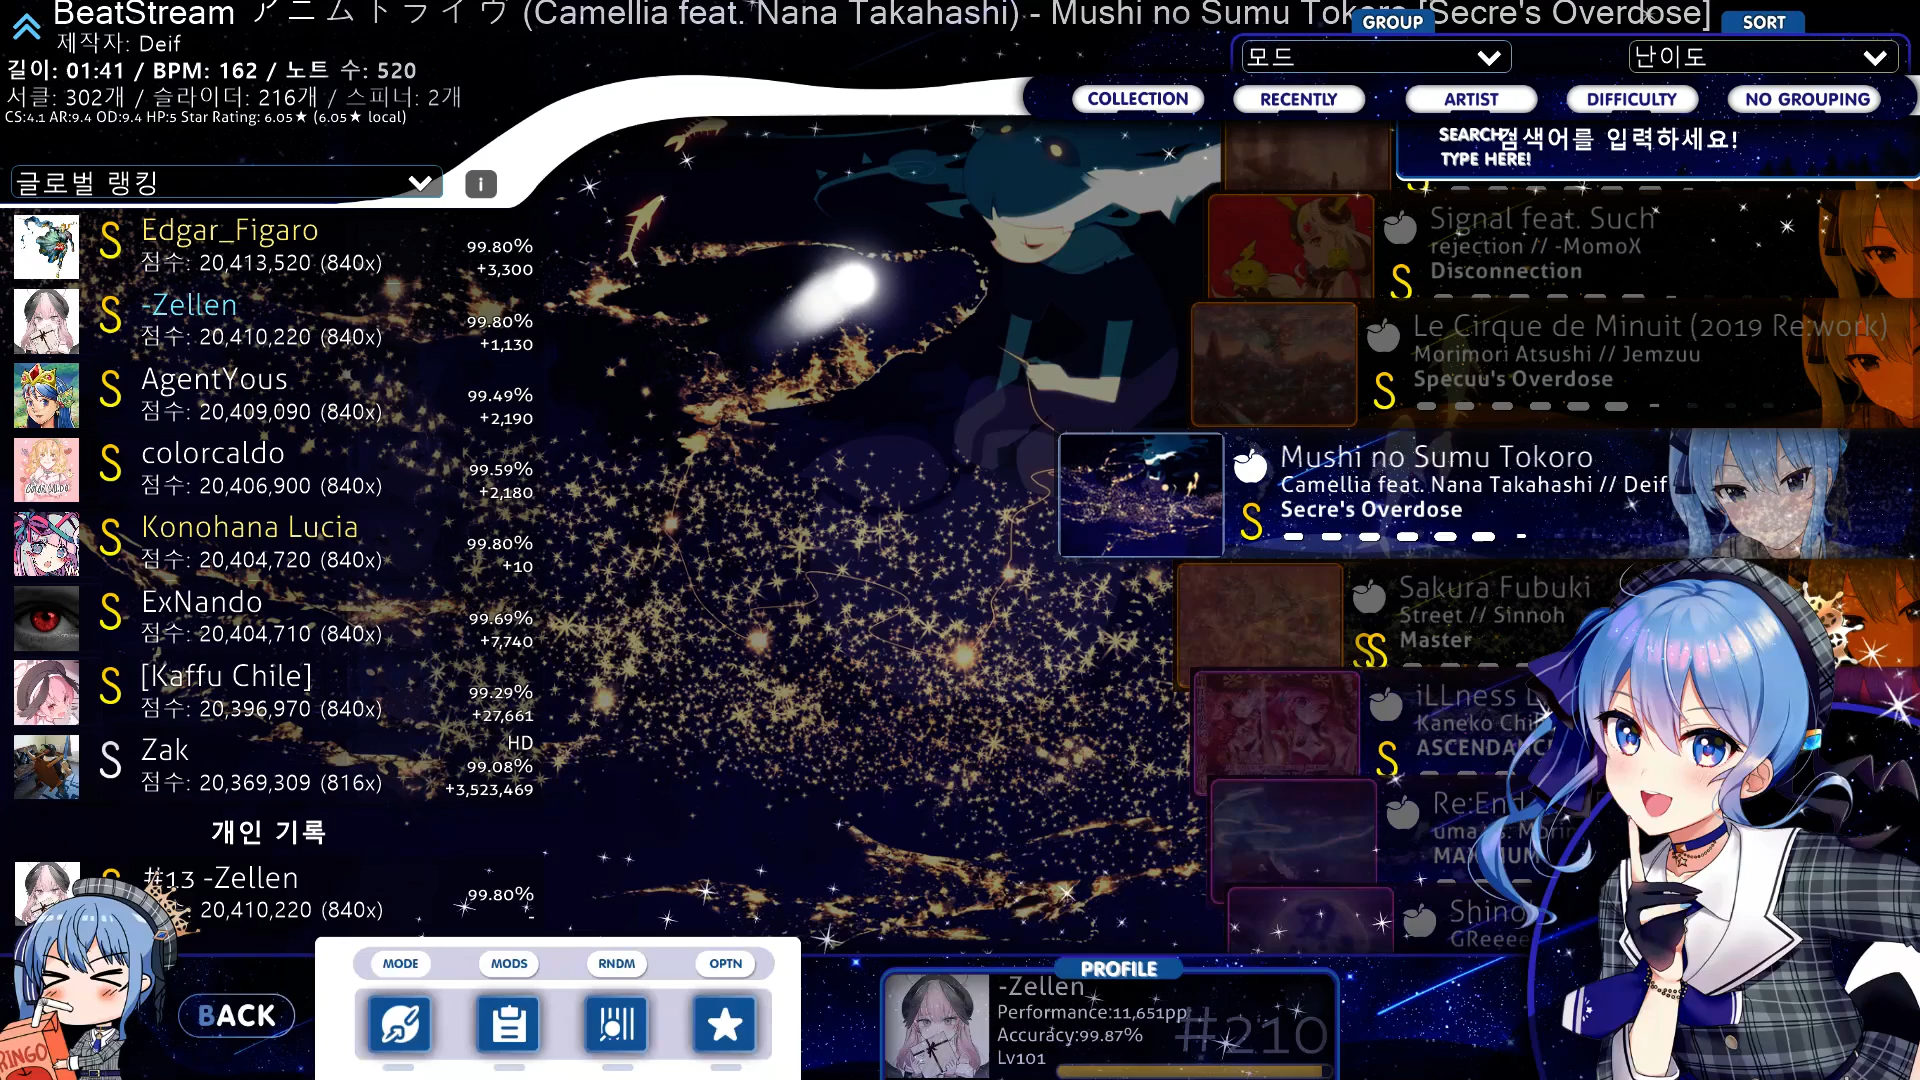 BeatStream アニムトライヴ (Camellia feat. Nana Takahashi) - Mushi no Sumu Tokoro [Secre's Overdose]
제작자: Deif
길이: 01:41 / BPM: 162 / 노트 수: 520
서클: 302개 / 슬라이더: 216개 / 스피너: 2개
CS:4.1 AR:9.4 OD:9.4 HP:5 Star Rating: 6.05★ (6.05★ local)
GROUP
SORT
모드
난이도
COLLECTION
RECENTLY
ARTIST
DIFFICULTY
NO GROUPING
SEARCH?
TYPE HERE!
검색어를 입력하세요!
글로벌 랭킹
i
S
Edgar_Figaro
점수: 20,413,520 (840x)
99.80%
+3,300
S
-Zellen
점수: 20,410,220 (840x)
99.80%
+1,130
S
AgentYous
점수: 20,409,090 (840x)
99.49%
+2,190
S
colorcaldo
점수: 20,406,900 (840x)
99.59%
+2,180
S
Konohana Lucia
점수: 20,404,720 (840x)
99.80%
+10
S
ExNando
점수: 20,404,710 (840x)
99.69%
+7,740
S
[Kaffu Chile]
점수: 20,396,970 (840x)
99.29%
+27,661
S
Zak
점수: 20,369,309 (816x)
HD
99.08%
+3,523,469
개인 기록
#13 -Zellen
20,410,220 (840x)
99.80%
-
Signal feat. Such
rejection // -MomoX
Disconnection
S
Le Cirque de Minuit (2019 Re:work)
Morimori Atsushi // Jemzuu
Specuu's Overdose
S
Mushi no Sumu Tokoro
Camellia feat. Nana Takahashi // Deif
Secre's Overdose
S
Sakura Fubuki
Street // Sinnoh
Master
SS
iLLness
Kaneko
S
Re:End
uma
GReeee
BACK
RINGO
MODE
MODS
RNDM
OPTN
PROFILE
-Zellen
Performance:11,651pp
Accuracy:99.87%
Lv101
#210